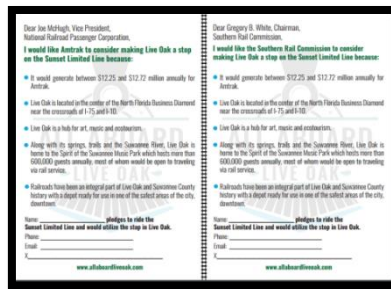 Dear Joe McHugh, Vice President,
National Railroad Passenger Corporation,
I would like Amtrak to consider making Live Oak a stop
on the Sunset Limited Line because:
It would generate between $12.25 and $12.72 million annually for
Amtrak.
Live Oak is located in the center of the North Florida Business Diamond
near the crossroads of I-75 and I-10.
Live Oak is a hub for art, music and ecotourism.
Along with its springs, trails and the Suwannee River, Live Oak is
home to the Spirit of the Suwannee Music Park which hosts more than
600,000 guests annually, most of whom would be open to traveling
via rail service.
Railroads have been an integral part of Live Oak and Suwannee County
history with a depot ready for use in one of the safest areas of the city,
downtown.
Name: pledges to ride the
Sunset Limited Line and would utilize the stop in Live Oak.
Phone:
Email:
X
www.allaboardliveoak.com
Dear Gregory B. White, Chairman,
Southern Rail Commission,
I would like the Southern Rail Commission to consider
making Live Oak a stop on the Sunset Limited Line because:
It would generate between $12.25 and $12.72 million annually for
Amtrak.
Live Oak is located in the center of the North Florida Business Diamond
near the crossroads of I-75 and I-10.
Live Oak is a hub for art, music and ecotourism.
Along with its springs, trails and the Suwannee River, Live Oak is
home to the Spirit of the Suwannee Music Park which hosts more than
600,000 guests annually, most of whom would be open to traveling
via rail service.
Railroads have been an integral part of Live Oak and Suwannee County
history with a depot ready for use in one of the safest areas of the city,
downtown.
Name: pledges to ride the
Sunset Limited Line and would utilize the stop in Live Oak.
Phone:
Email:
X
www.allaboardliveoak.com